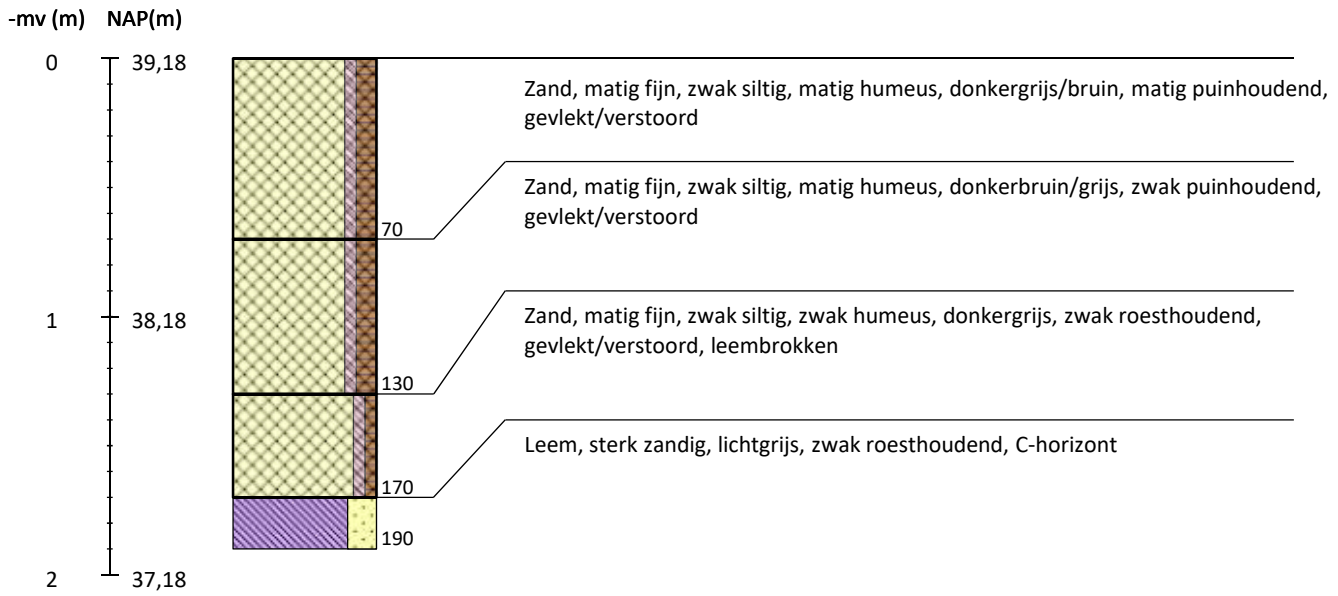 -mv (m) NAP(m)
0 39,18
Zand, matig fijn, zwak siltig, matig humeus, donkergrijs/bruin, matig puinhoudend,
gevlekt/verstoord
Zand, matig fijn, zwak siltig, matig humeus, donkerbruin/grijs, zwak puinhoudend,
gevlekt/verstoord
70
1 38,18
Zand, matig fijn, zwak siltig, zwak humeus, donkergrijs, zwak roesthoudend,
gevlekt/verstoord, leembrokken
130
Leem, sterk zandig, lichtgrijs, zwak roesthoudend, C-horizont
170
190
2 37,18